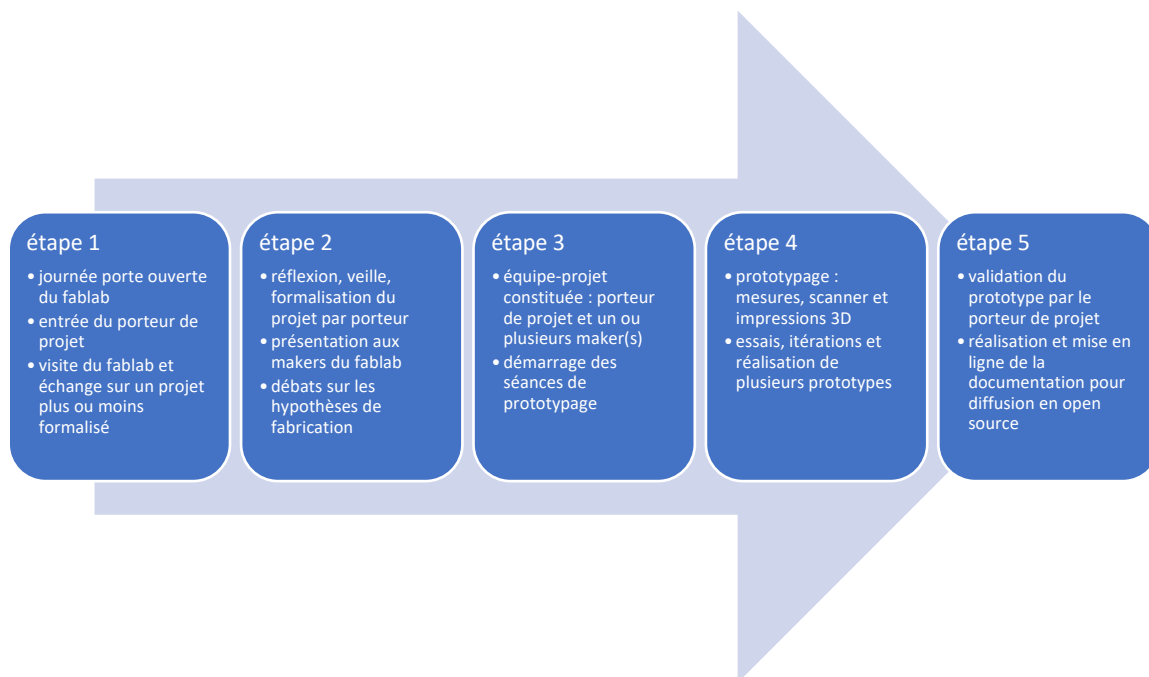 étape 1
• journée porte ouverte
du fablab
• entrée du porteur de
projet
• visite du fablab et
échange sur un projet
plus ou moins
formalisé
étape 2
• réflexion, veille,
formalisation du
projet par porteur
• présentation aux
makers du fablab
• débats sur les
hypothèses de
fabrication
étape 3
• équipe-projet
constituée : porteur
de projet et un ou
plusieurs maker(s)
• démarrage des
séances de
prototypage
étape 4
• prototypage :
mesures, scanner et
impressions 3D
• essais, itérations et
réalisation de
plusieurs prototypes
étape 5
• validation du
prototype par le
porteur de projet
• réalisation et mise en
ligne de la
documentation pour
diffusion en open
source